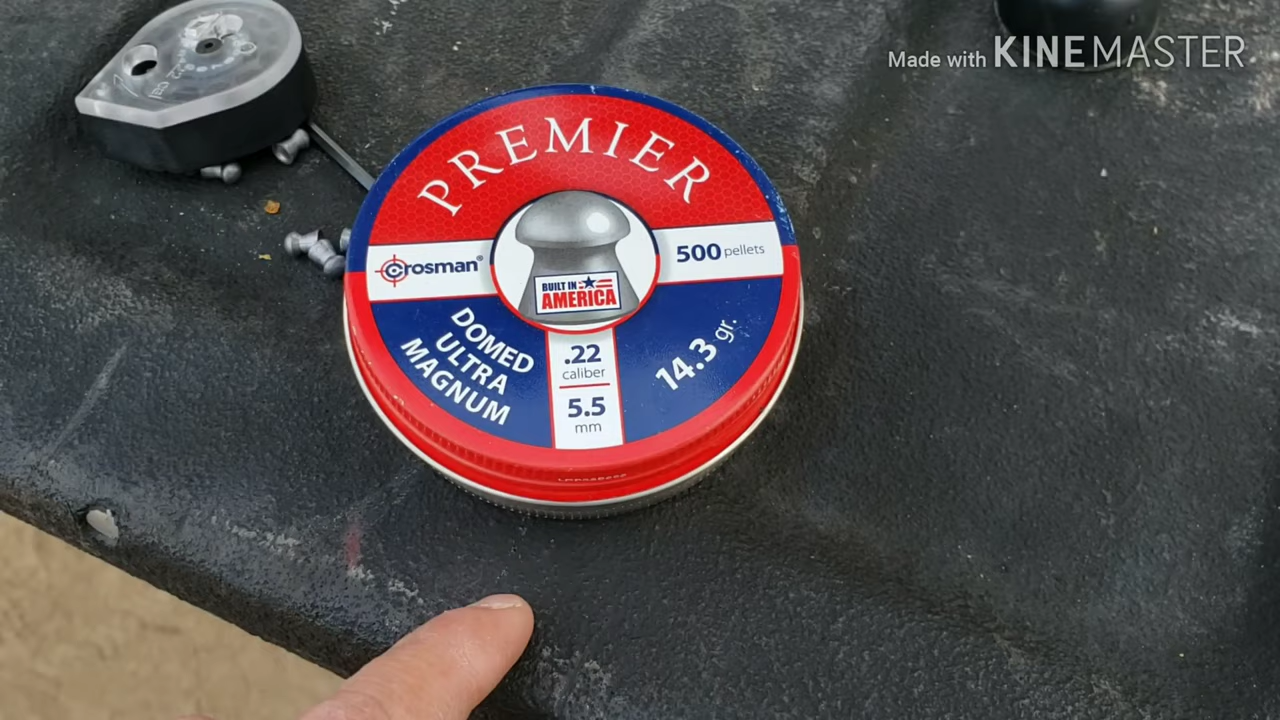 Made with KINEMASTER
PREMIER
crosman®
500 pellets
BUILT IN
AMERICA
DOMED
ULTRA
MAGNUM
.22
caliber
5.5
mm
14.3 gr.